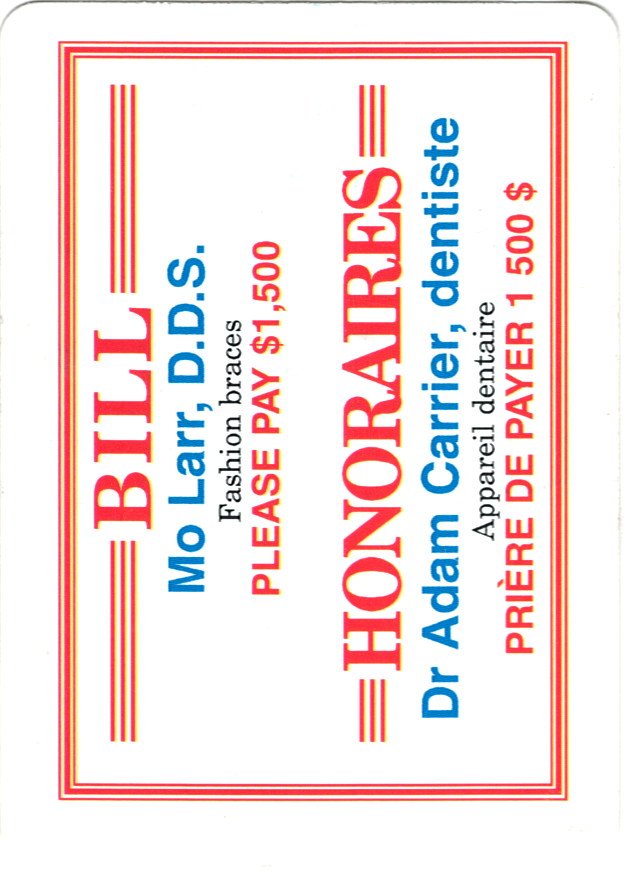 BILL
Mo Larr, D.D.S.
Fashion braces
PLEASE PAY $1,500
HONORAIRES
Dr Adam Carrier, dentiste
Appareil dentaire
PRIÈRE DE PAYER 1 500 $